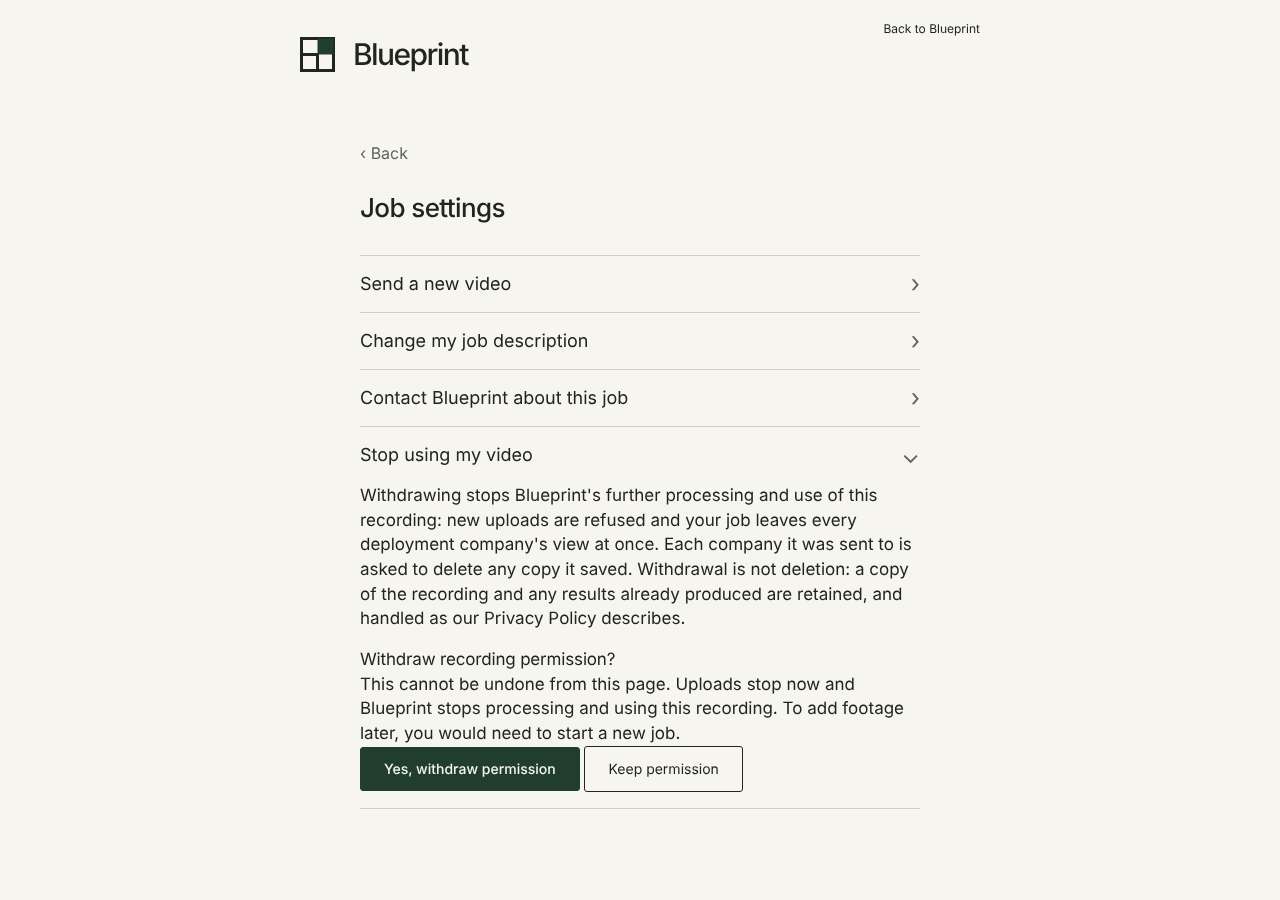 Back to Blueprint
Blueprint
‹ Back
Job settings
Send a new video
Change my job description
Contact Blueprint about this job
Stop using my video
Withdrawing stops Blueprint's further processing and use of this
recording: new uploads are refused and your job leaves every
deployment company's view at once. Each company it was sent to is
asked to delete any copy it saved. Withdrawal is not deletion: a copy
of the recording and any results already produced are retained, and
handled as our Privacy Policy describes.
Withdraw recording permission?
This cannot be undone from this page. Uploads stop now and
Blueprint stops processing and using this recording. To add footage
later, you would need to start a new job.
Yes, withdraw permission
Keep permission